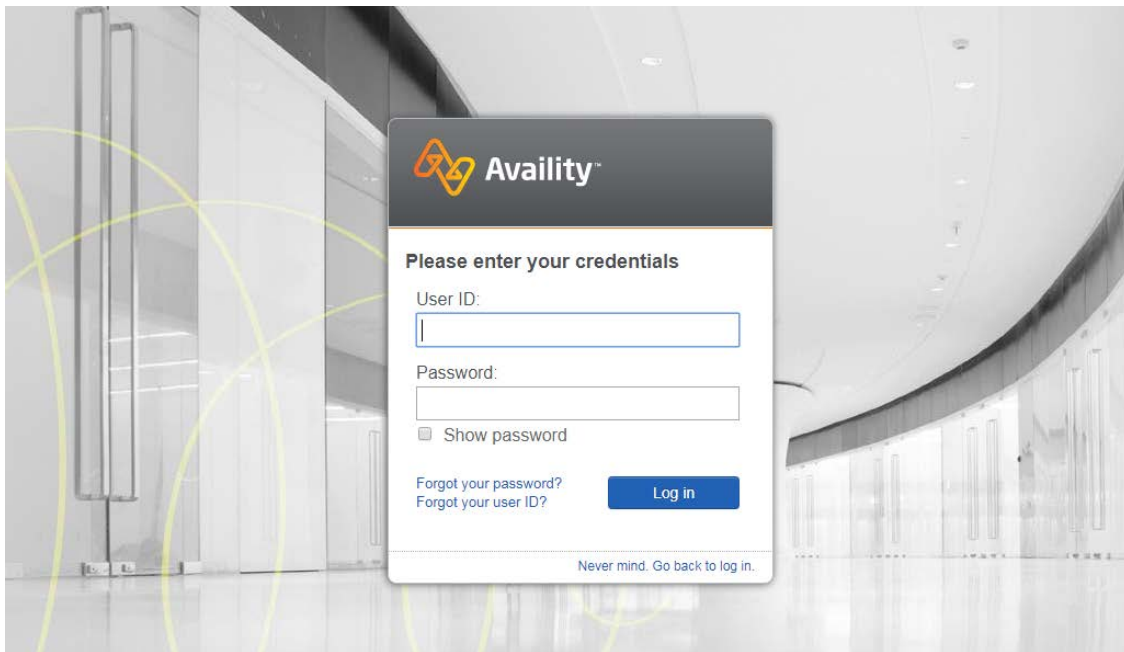 Availity™
Please enter your credentials
User ID:
Password:
Show password
Forgot your password?
Log in
Forgot your user ID?
Never mind. Go back to log in.